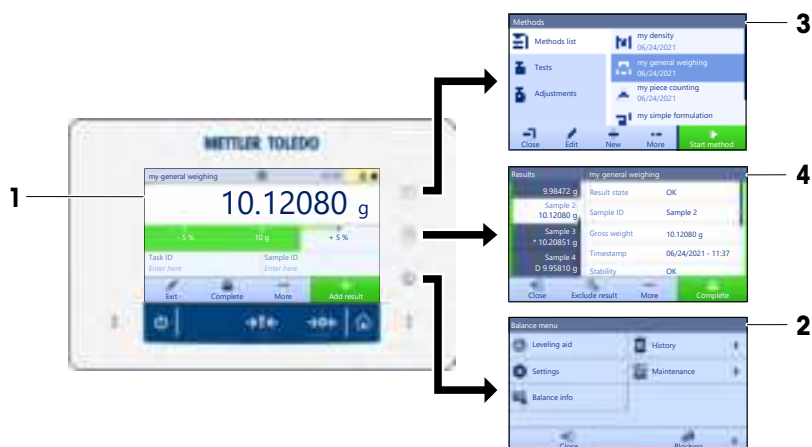 METTLER TOLEDO
my general weighing
10.12080 g
- 5 %
10 g
+ 5 %
Task ID
Enter here
Sample ID
Enter here
Exit
Complete
More
Add result
1
Methods
Methods list
Tests
Adjustments
my density
06/24/2021
my general weighing
06/24/2021
my piece counting
06/24/2021
my simple formulation
Close
Edit
New
More
Start method
3
Results
my general weighing
9.98472 g
Sample 2
10.12080 g
Sample 3
* 10.20851 g
Sample 4
D 9.95810 g
Result state OK
Sample ID Sample 2
Gross weight 10.12080 g
Timestamp 06/24/2021 - 11:37
Stability OK
Close
Exclude result
More
Complete
4
Balance menu
Leveling aid
Settings
Balance info
History
Maintenance
Close
Blocking
2